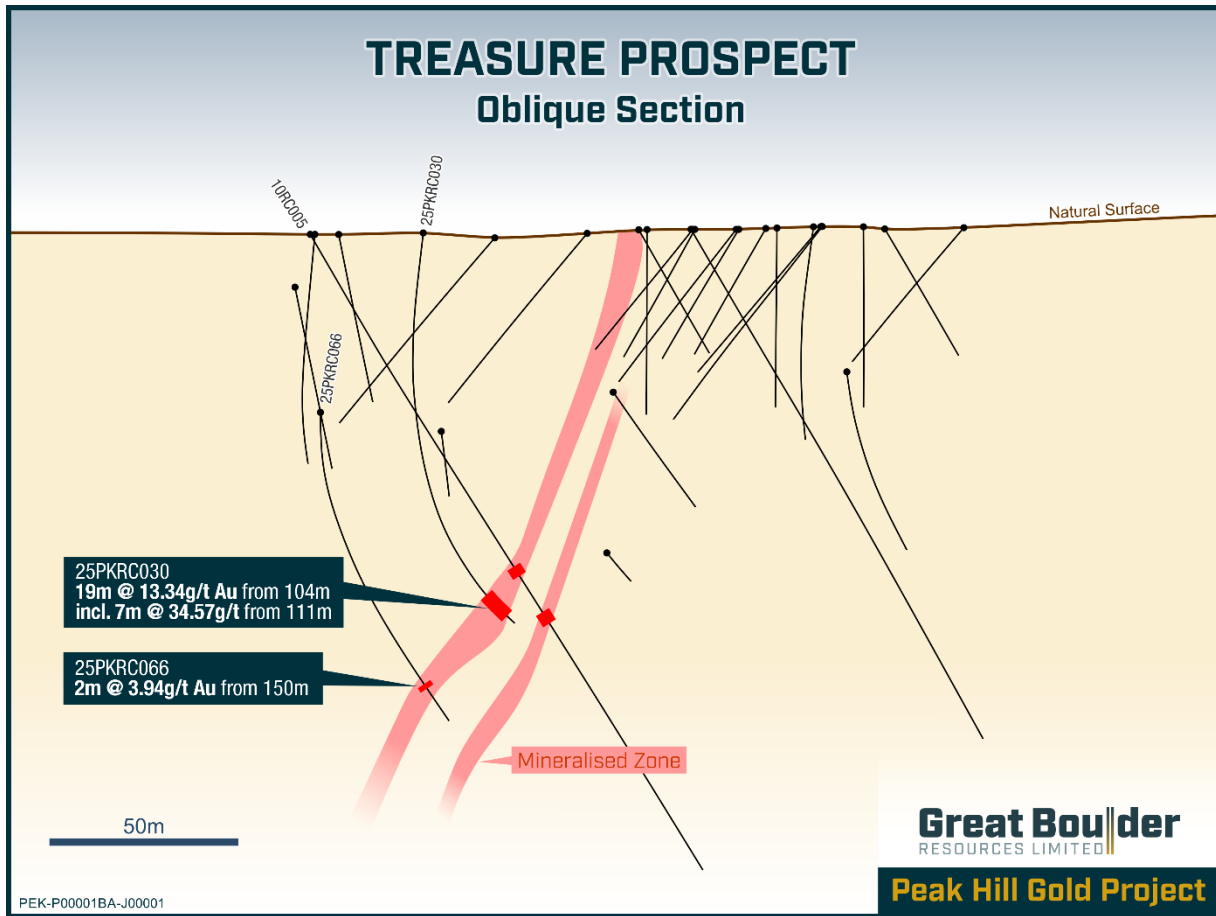 TREASURE PROSPECT
Oblique Section
10RC005
25PKRC030
Natural Surface
25PKRC066
25PKRC030
19m @ 13.34g/t Au from 104m
incl. 7m @ 34.57g/t from 111m
25PKRC066
2m @ 3.94g/t Au from 150m
Mineralised Zone
50m
Great Boulder
RESOURCES LIMITED
Peak Hill Gold Project
PEK-P00001BA-J00001